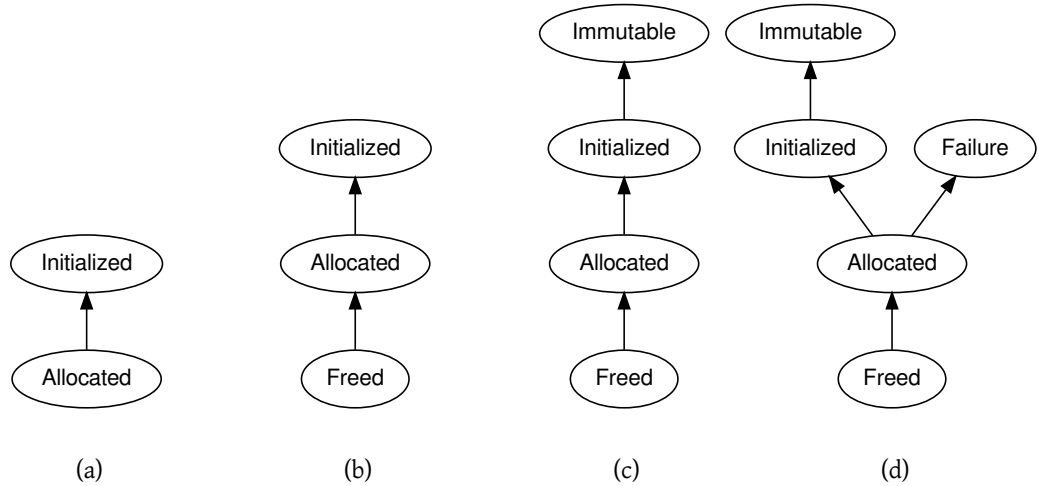 Immutable Immutable
Initialized Initialized Initialized Failure
Initialized Allocated Allocated Allocated
Allocated Freed Freed Freed
(a) (b) (c) (d)